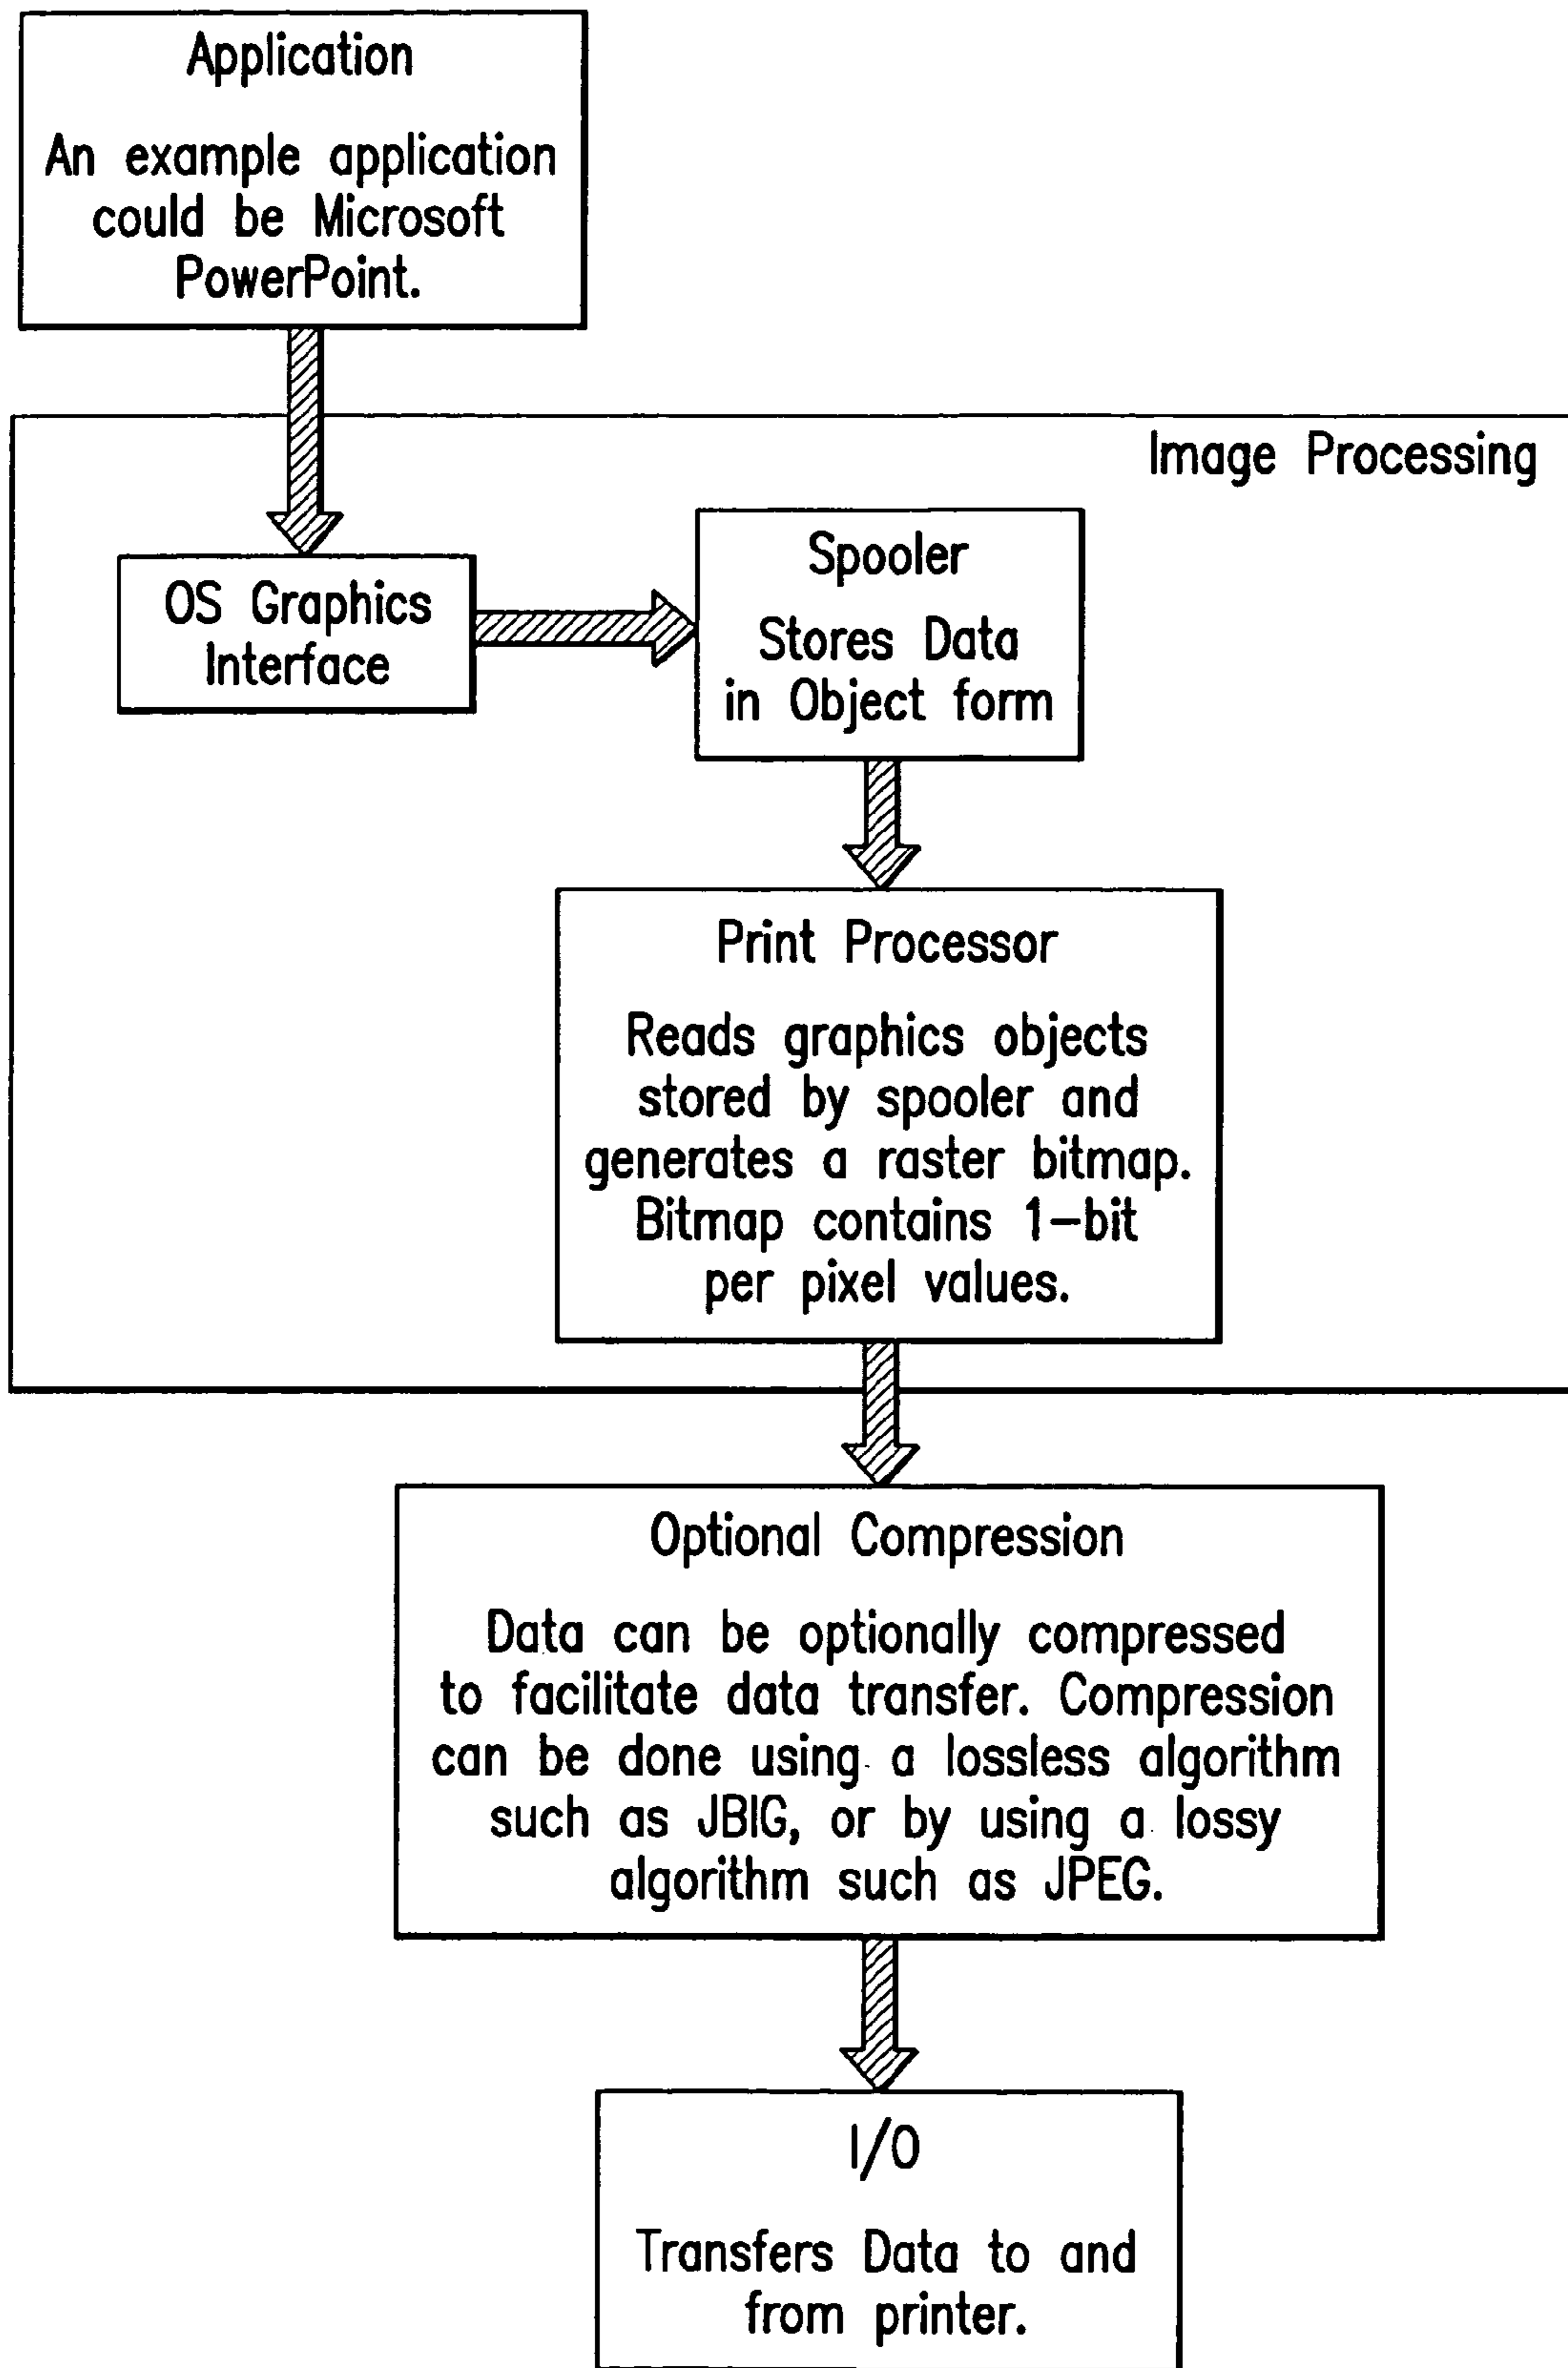 Application
An example application
could be Microsoft
PowerPoint.
Image Processing
OS Graphics
Interface
Spooler
Stores Data
in Object form
Print Processor
Reads graphics objects
stored by spooler and
generates a raster bitmap.
Bitmap contains 1-bit
per pixel values.
Optional Compression
Data can be optionally compressed
to facilitate data transfer. Compression
can be done using a lossless algorithm
such as JBIG, or by using a lossy
algorithm such as JPEG.
I/O
Transfers Data to and
from printer.